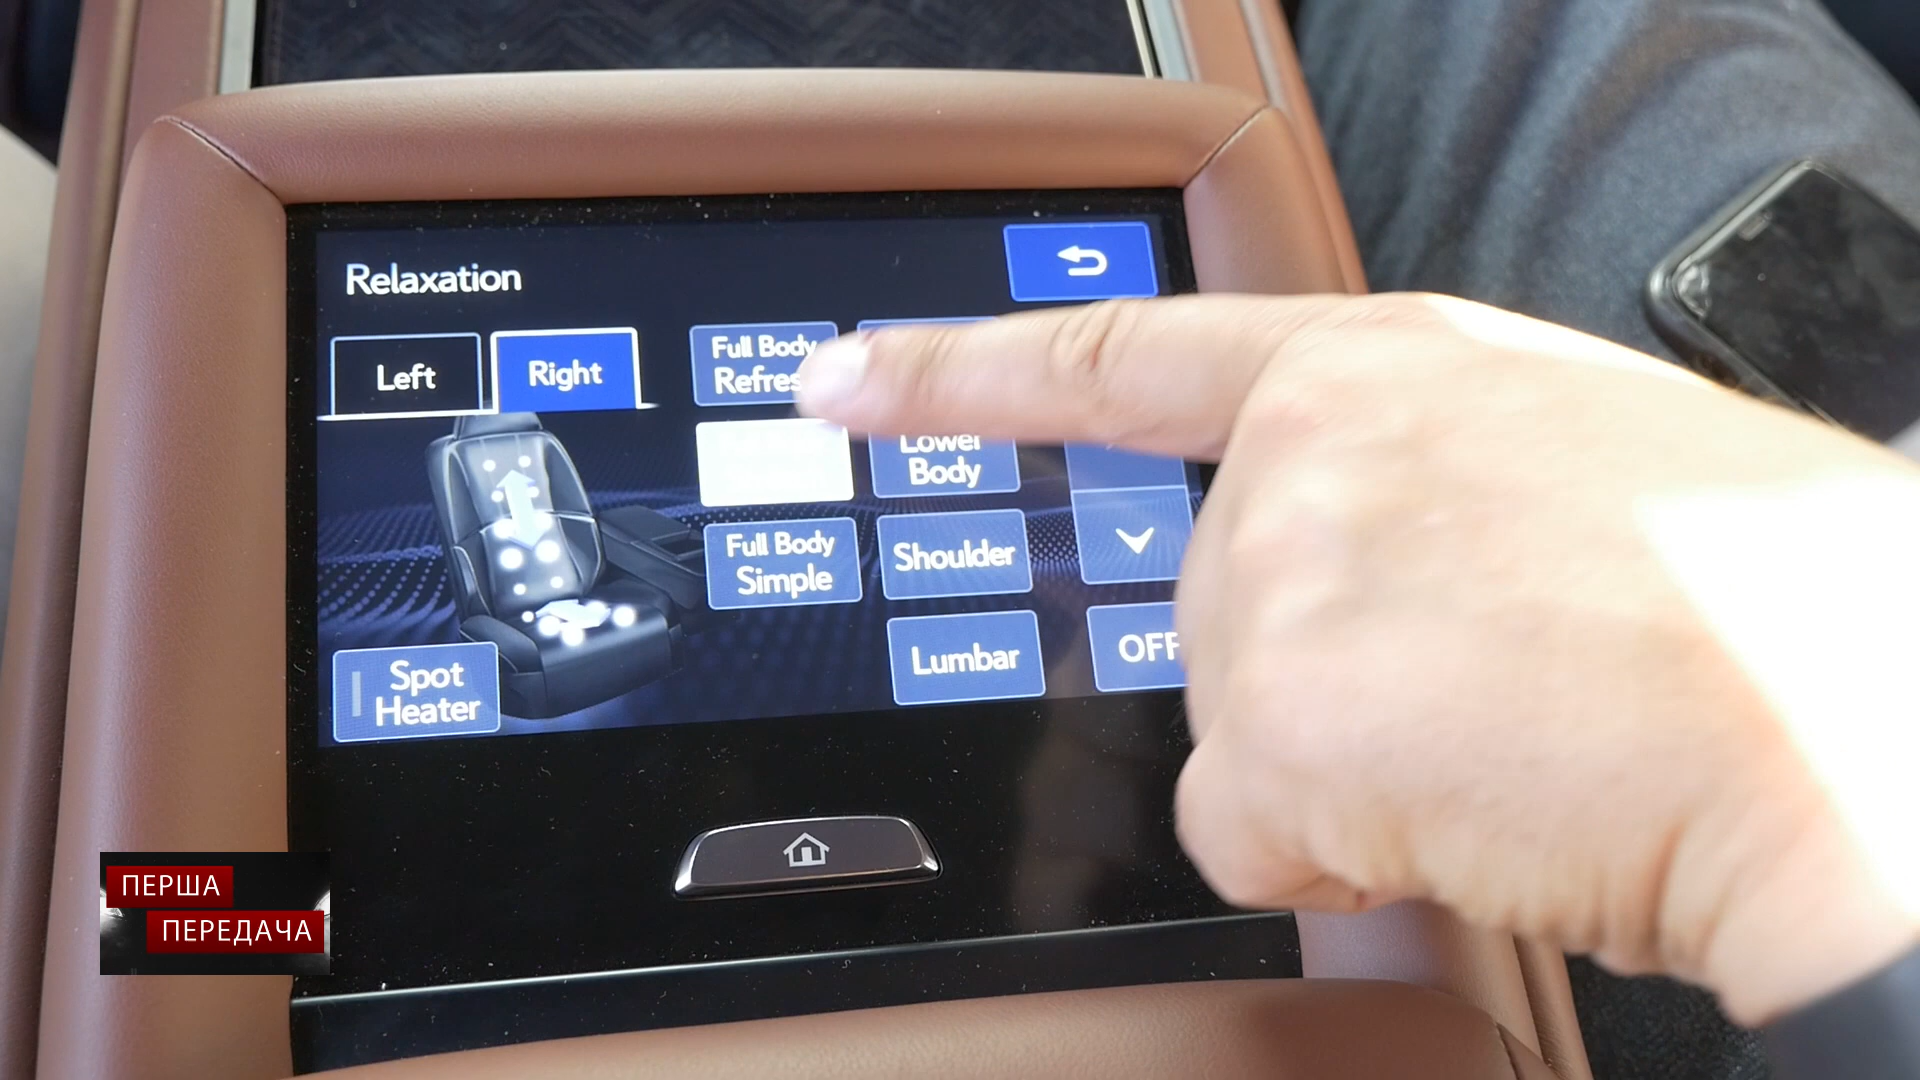 Relaxation
Left
Right
Full Body
Lower
Body
Full Body
Simple
Shoulder
Spot
Heater
Lumbar
OFF
ПЕРША
ПЕРЕДАЧА